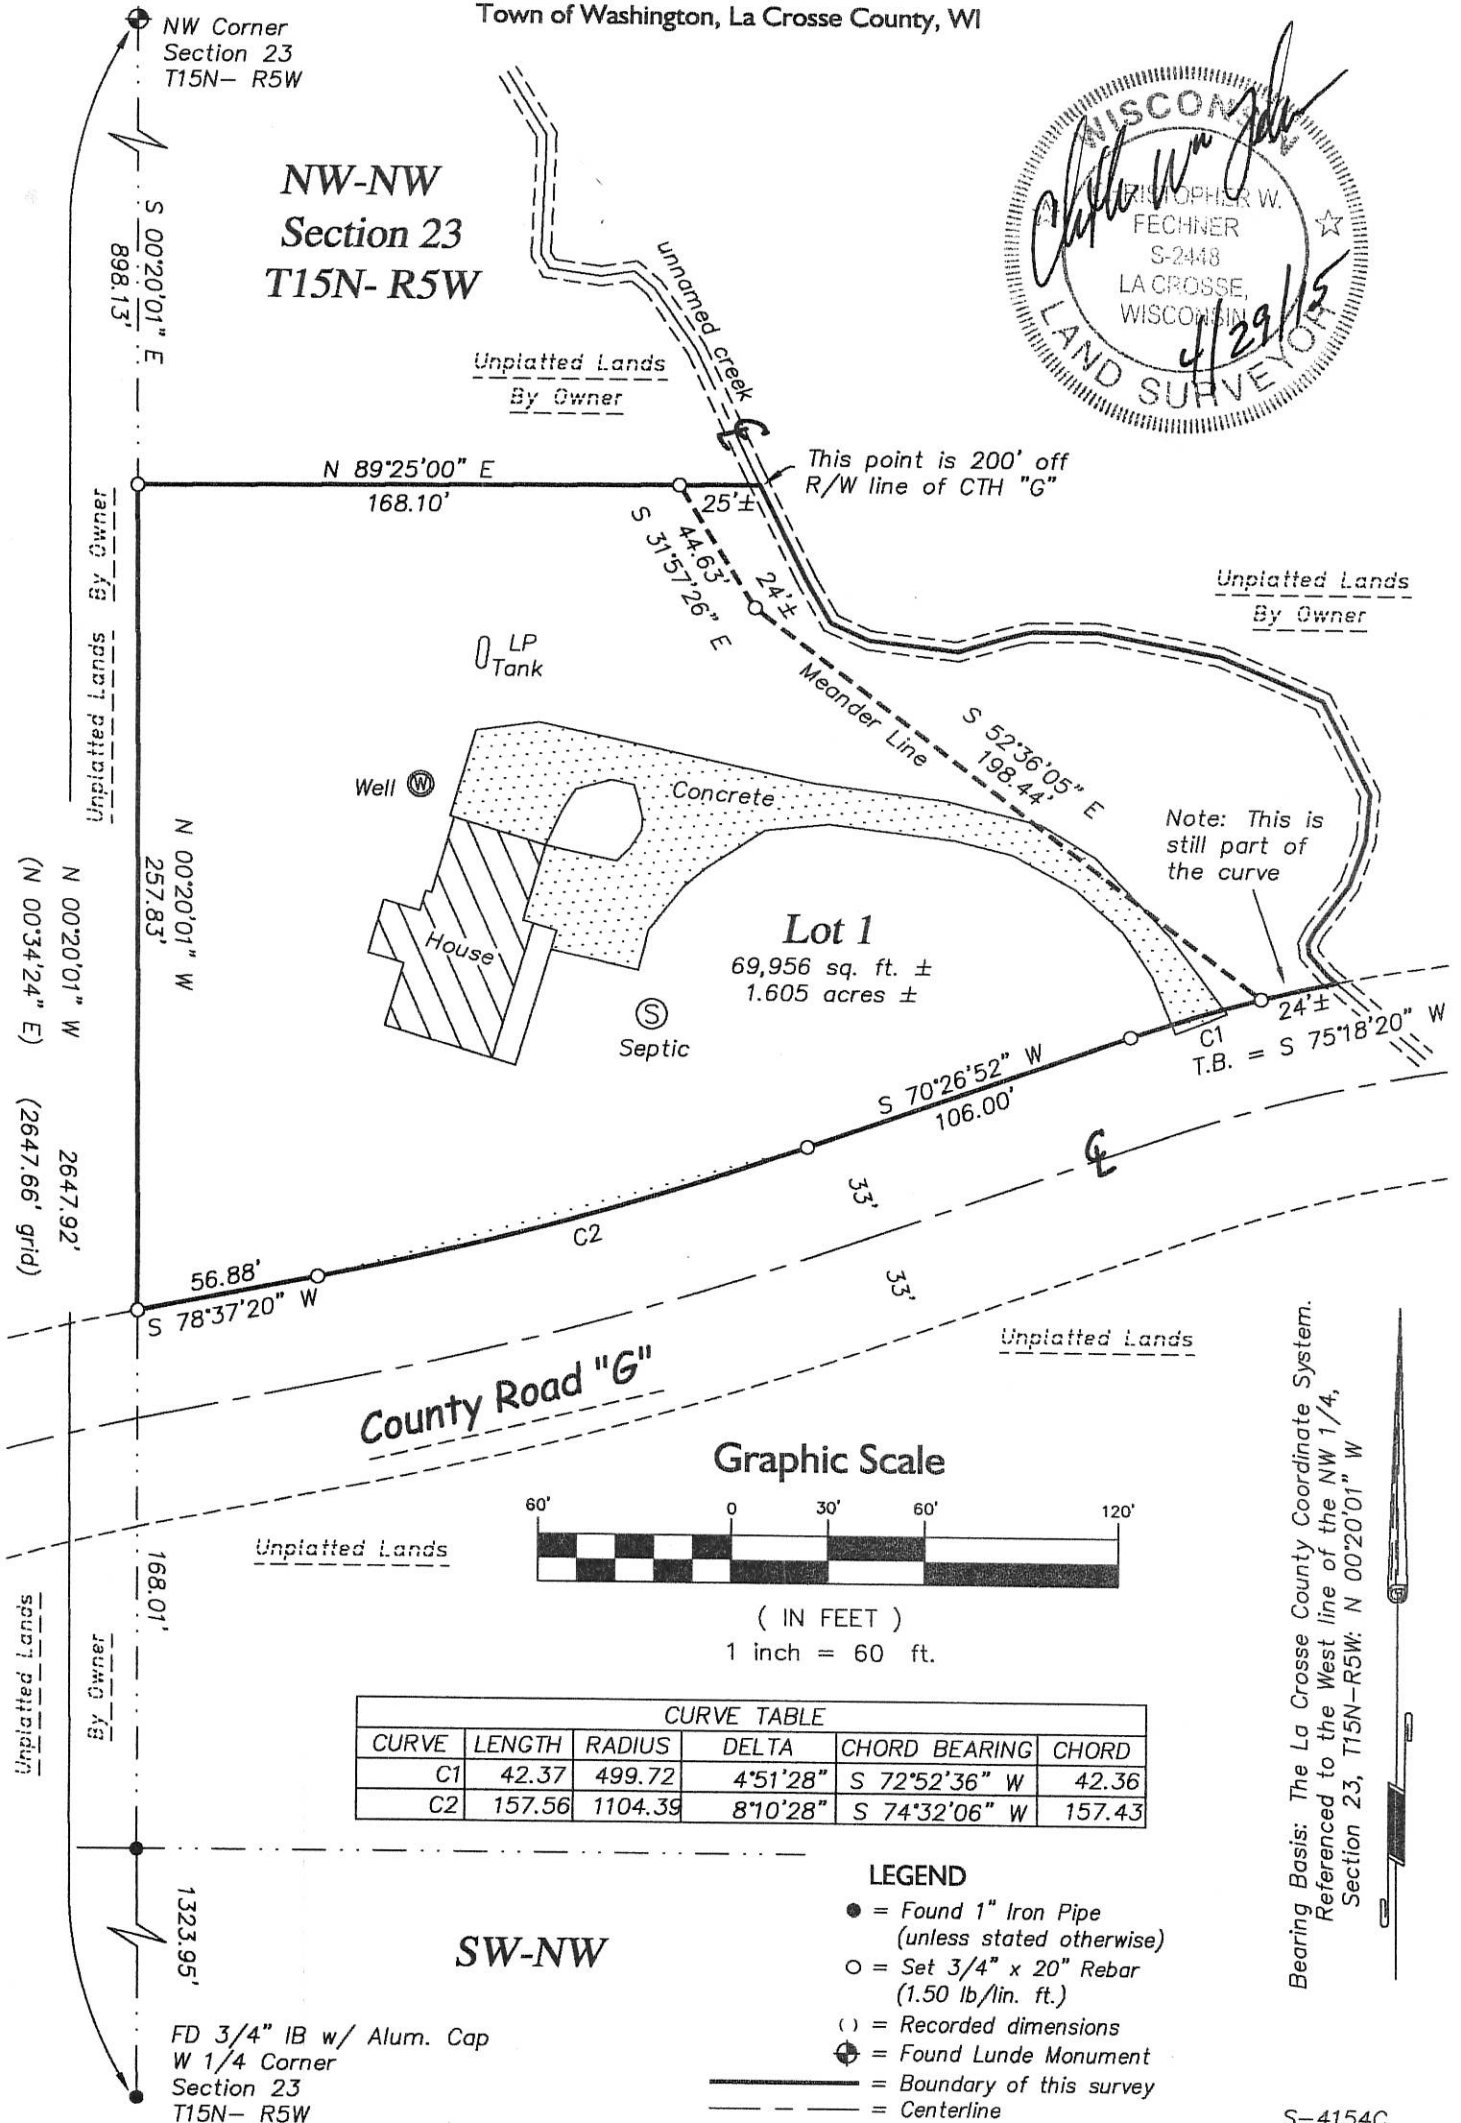 Town of Washington, La Crosse County, WI
NW Corner
Section 23
T15N- R5W
S 00°20'01" E
898.13'
NW-NW
Section 23
T15N- R5W
unnamed creek
WISCONSIN
CHRISTOPHER W.
FECHNER
S-2448
LA CROSSE,
WISCONSIN
LAND SURVEYOR
4/29/15
Unplatted Lands
By Owner
N 89°25'00" E
168.10'
25'±
This point is 200' off
R/W line of CTH "G"
S 31°57'26" E
44.63'
24'±
Unplatted Lands
By Owner
Unplatted Lands
By Owner
LP
Tank
Meander Line
S 52°36'05" E
198.44'
Well W
Concrete
Note: This is
still part of
the curve
House
Lot 1
69,956 sq. ft. ±
1.605 acres ±
S
Septic
N 00°20'01" W
257.83'
N 00°20'01" W 2647.92'
(N 00°34'24" E) (2647.66' grid)
24'±
C1
T.B. = S 75°18'20" W
S 70°26'52" W
106.00'
33'
C2
33'
56.88'
S 78°37'20" W
Unplatted Lands
County Road "G"
Graphic Scale
60' 0 30' 60' 120'
( IN FEET )
1 inch = 60 ft.
Unplatted Lands
168.01'
Unplatted Lands
By Owner
Bearing Basis: The La Crosse County Coordinate System.
Referenced to the West line of the NW 1/4,
Section 23, T15N-R5W: N 00°20'01" W
CURVE TABLE
CURVE LENGTH RADIUS DELTA CHORD BEARING CHORD
C1 42.37 499.72 4°51'28" S 72°52'36" W 42.36
C2 157.56 1104.39 8°10'28" S 74°32'06" W 157.43
1323.95'
SW-NW
LEGEND
● = Found 1" Iron Pipe
(unless stated otherwise)
○ = Set 3/4" x 20" Rebar
(1.50 lb/lin. ft.)
( ) = Recorded dimensions
= Found Lunde Monument
= Boundary of this survey
= Centerline
FD 3/4" IB w/ Alum. Cap
W 1/4 Corner
Section 23
T15N- R5W
S-4154C